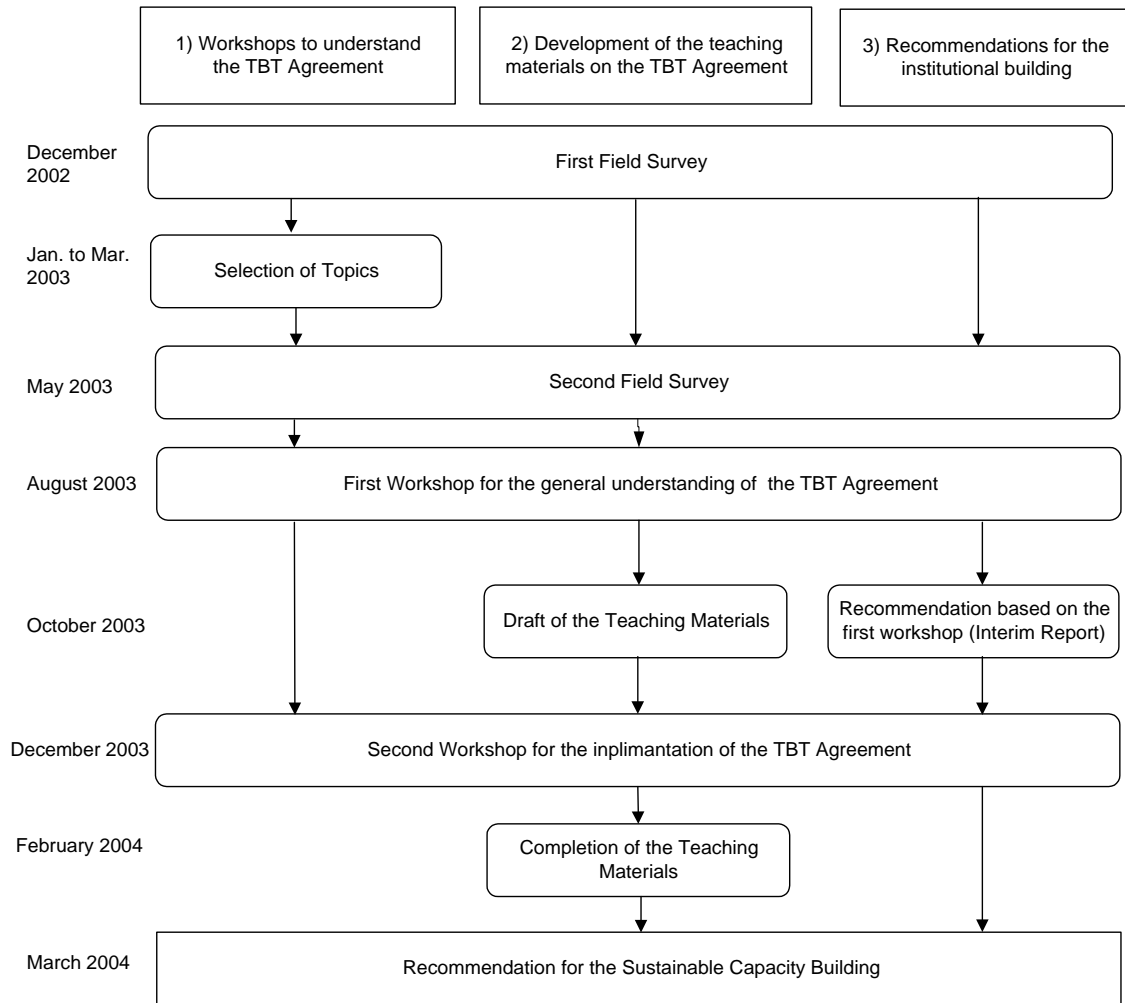 1) Workshops to understand
the TBT Agreement
2) Development of the teaching
materials on the TBT Agreement
3) Recommendations for the
institutional building
December
2002
First Field Survey
Jan. to Mar.
2003
Selection of Topics
May 2003
Second Field Survey
August 2003
First Workshop for the general understanding of the TBT Agreement
October 2003
Draft of the Teaching Materials
Recommendation based on the
first workshop (Interim Report)
December 2003
Second Workshop for the inplimantation of the TBT Agreement
February 2004
Completion of the Teaching
Materials
March 2004
Recommendation for the Sustainable Capacity Building